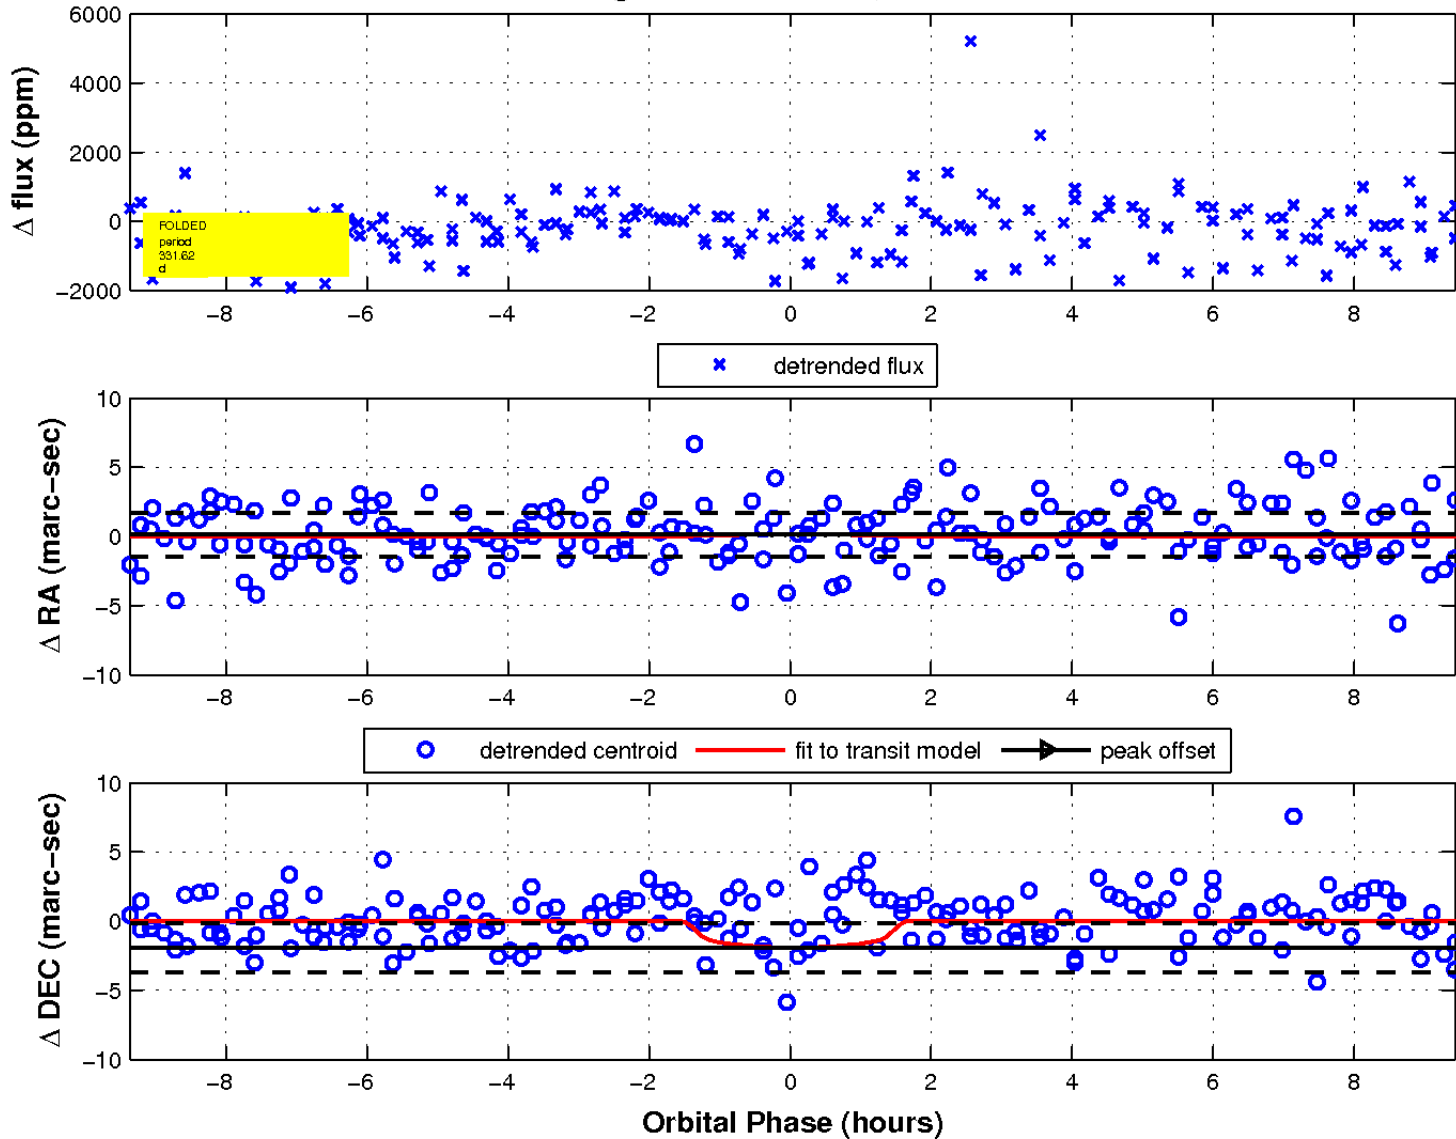 6000
4000
2000
0
−2000
Δ flux (ppm)
FOLDED
period
331.62
d
−8 −6 −4 −2 0 2 4 6 8
detrended flux
10
5
0
−5
−10
Δ RA (marc−sec)
−8 −6 −4 −2 0 2 4 6 8
detrended centroid fit to transit model peak offset
10
5
0
−5
−10
Δ DEC (marc−sec)
−8 −6 −4 −2 0 2 4 6 8
Orbital Phase (hours)